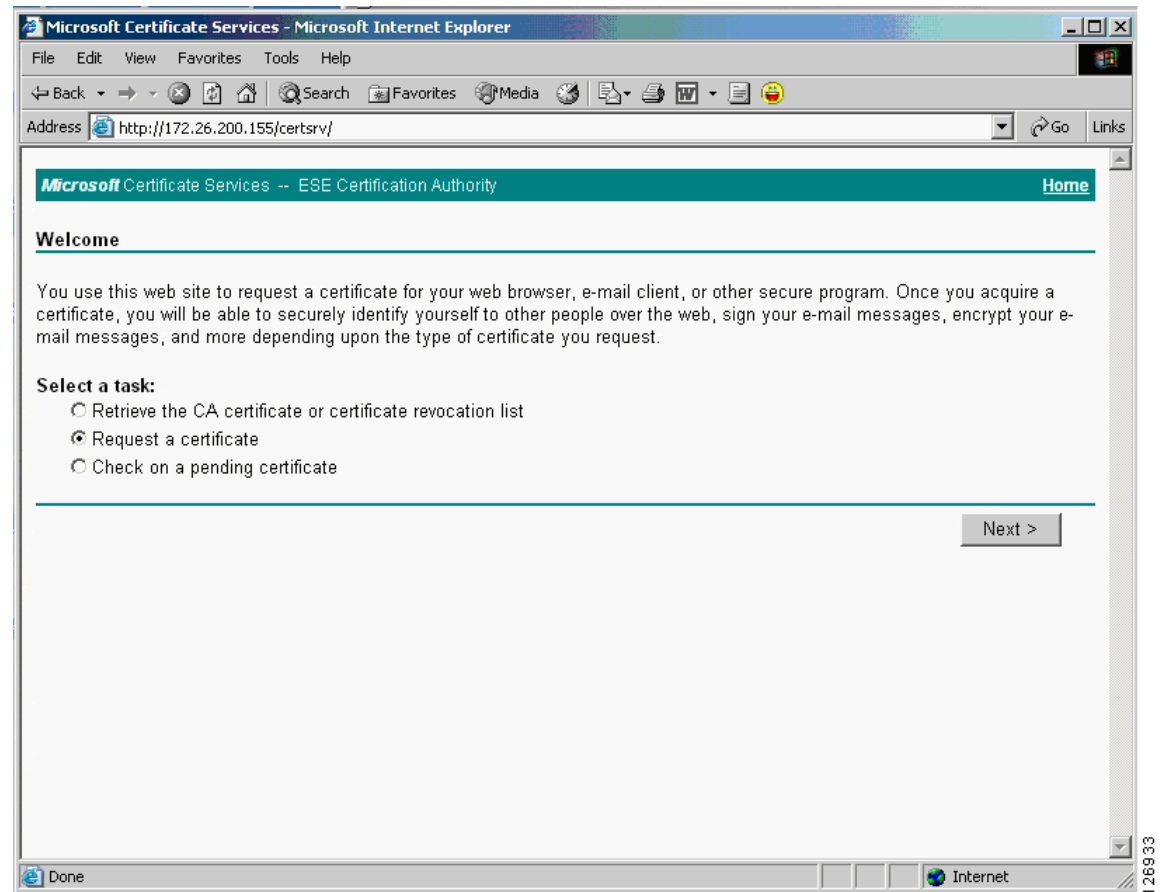 Microsoft Certificate Services - Microsoft Internet Explorer
File Edit View Favorites Tools Help
Back Search Favorites Media
Address http://172.26.200.155/certsrv/ Go Links
Microsoft Certificate Services -- ESE Certification Authority Home
Welcome
You use this web site to request a certificate for your web browser, e-mail client, or other secure program. Once you acquire a
certificate, you will be able to securely identify yourself to other people over the web, sign your e-mail messages, encrypt your e-
mail messages, and more depending upon the type of certificate you request.
Select a task:
Retrieve the CA certificate or certificate revocation list
Request a certificate
Check on a pending certificate
Next >
Done Internet
126933